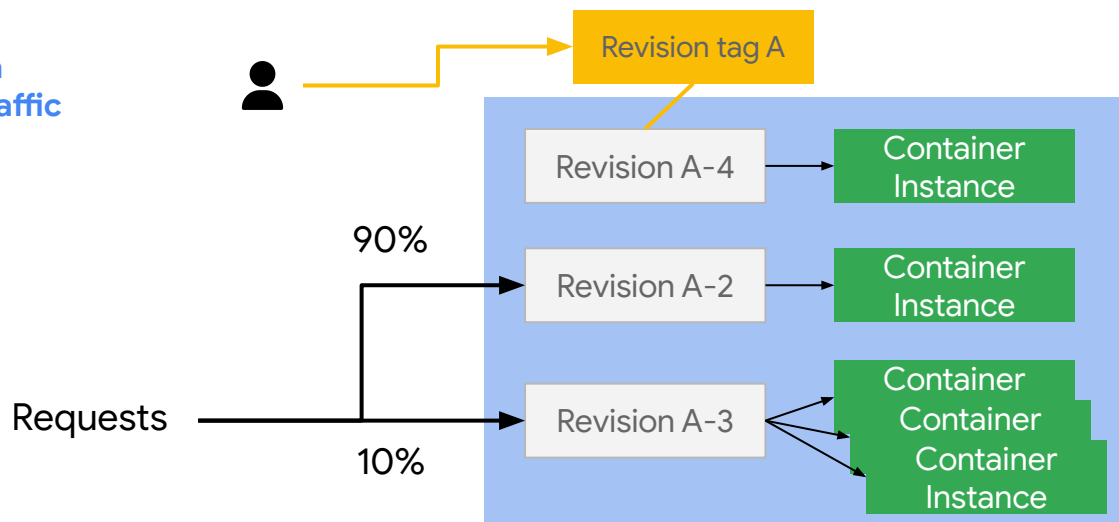 Revision tag A
Revision A-4
Container
Instance
90%
Revision A-2
Container
Instance
Requests
10%
Revision A-3
Container
Container
Container
Instance